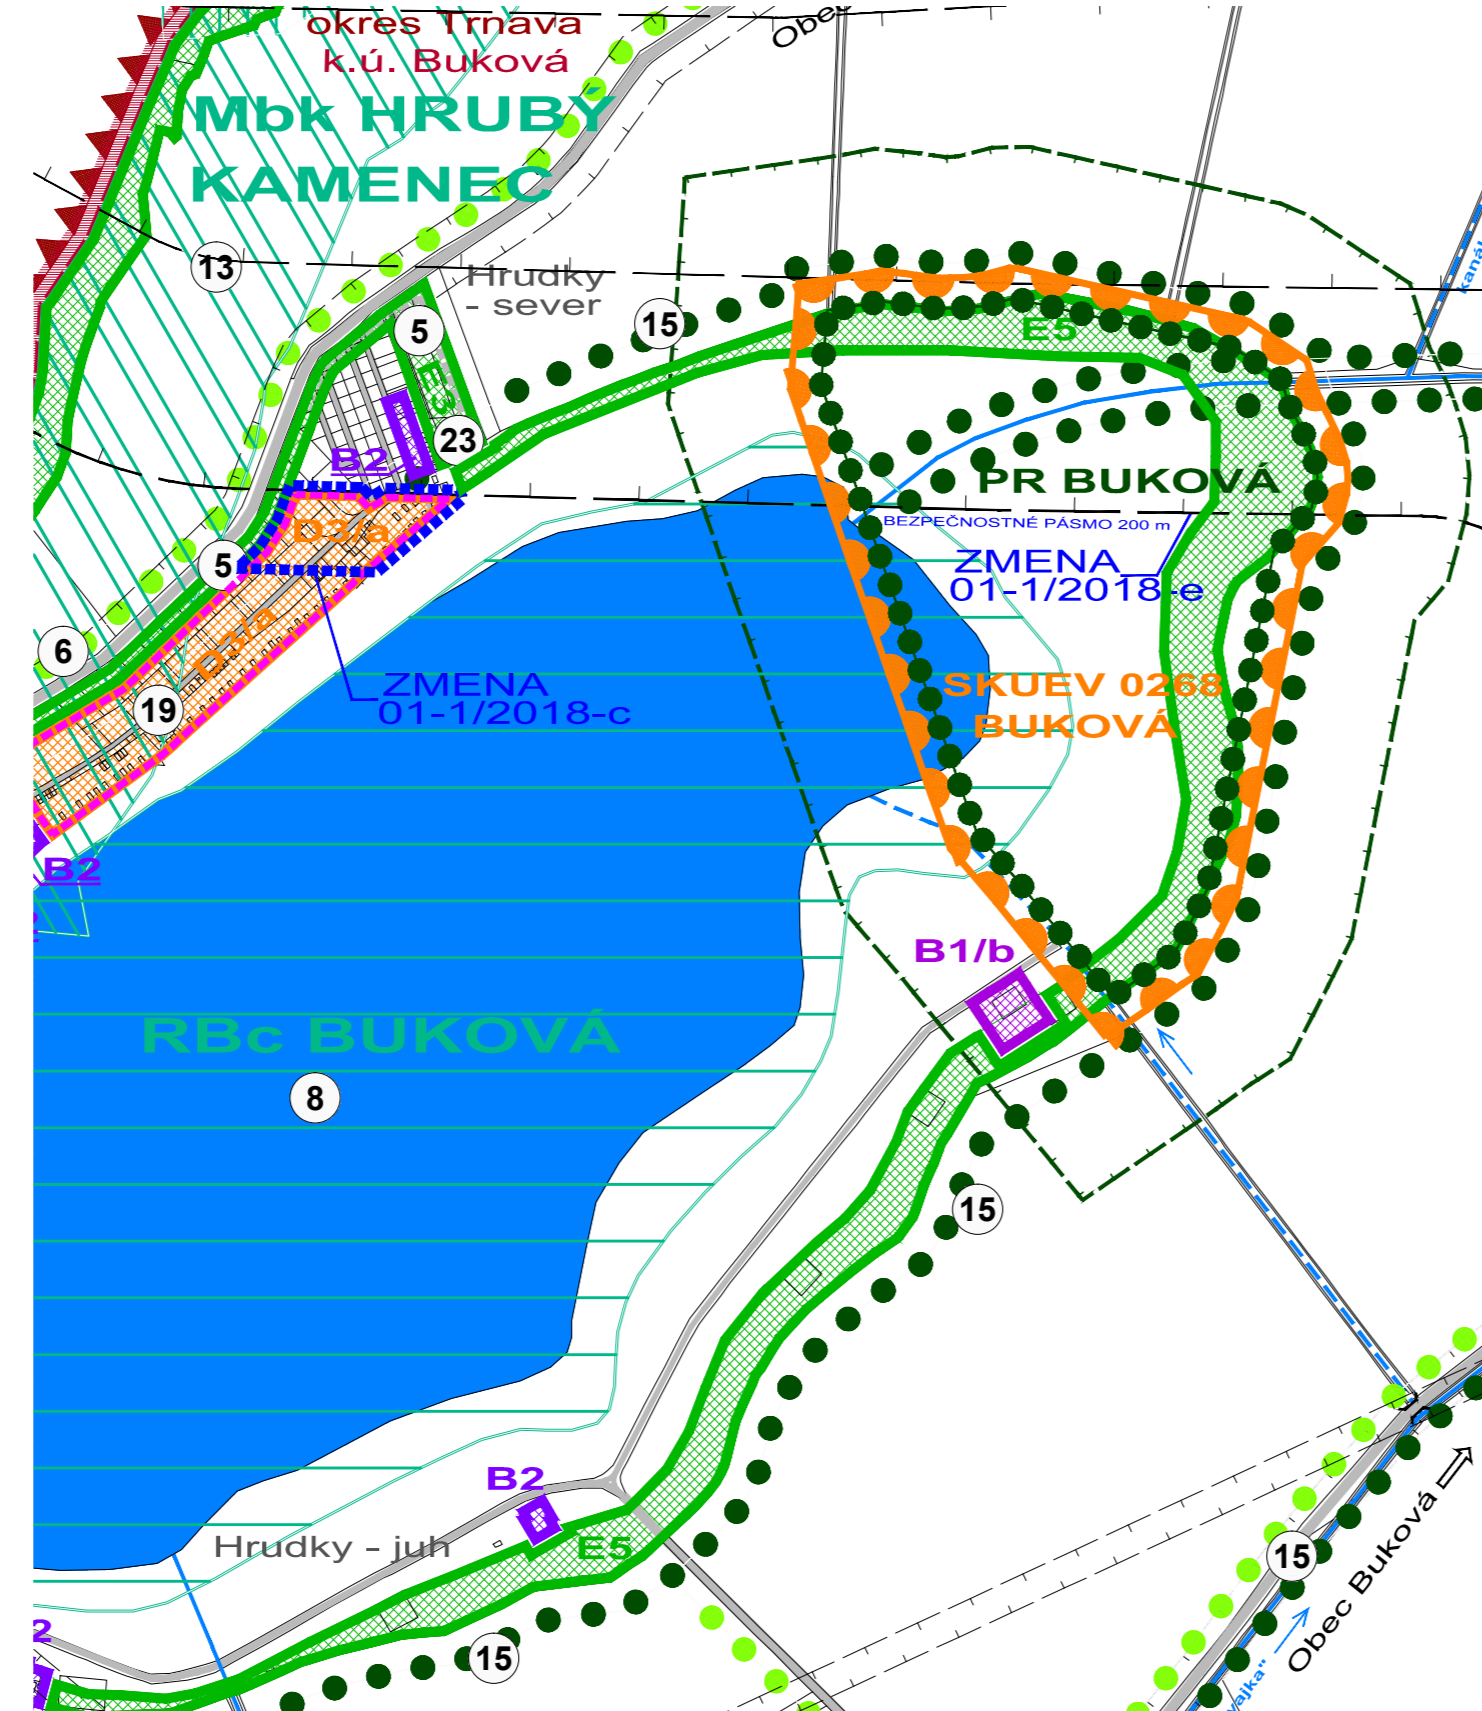 okres Trnava
k.ú. Buková
Obec
Mbk HRUBÝ
KAMENEC
13
Hrudky
- sever
15
5
E5
kanál
E3
23
B2
PR BUKOVÁ
BEZPEČNOSTNÉ PÁSMO 200 m
D3/a
5
ZMENA
01-1/2018-e
6
D3/a
ZMENA
01-1/2018-c
SKUEV 0268
BUKOVÁ
19
B2
B1/b
RBc BUKOVÁ
8
15
B2
Hrudky - juh
E5
15
Obec Buková
15